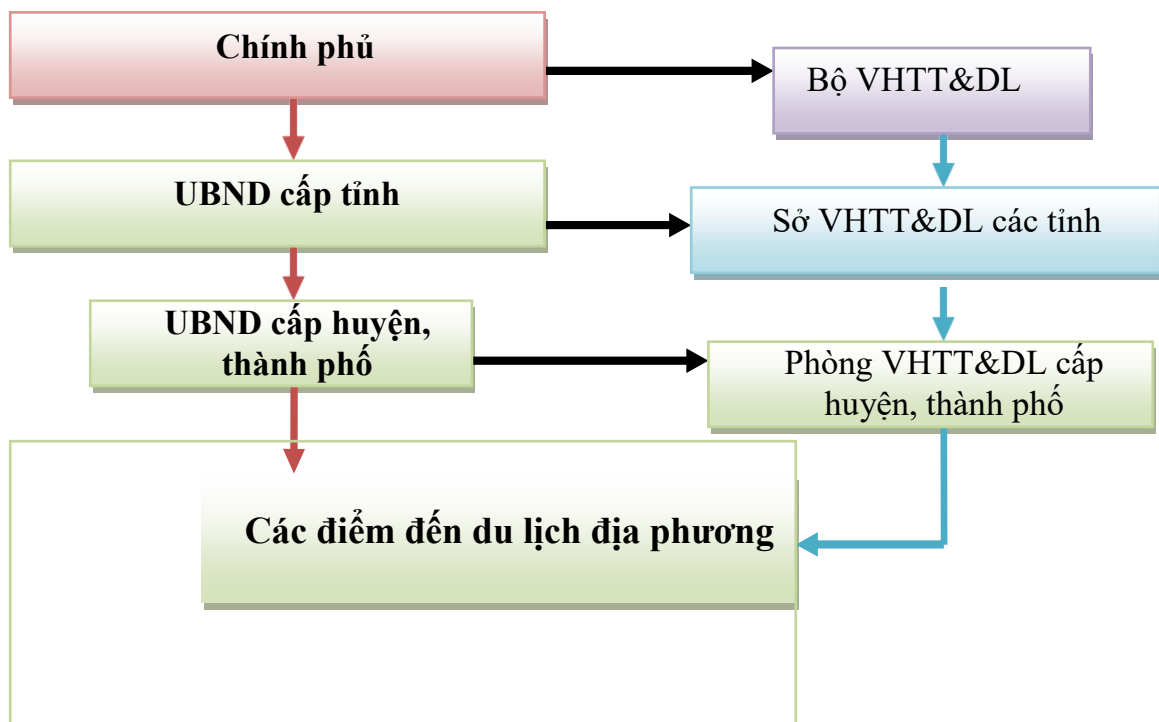 Chính phủ
Bộ VHTT&DL
UBND cấp tỉnh
Sở VHTT&DL các tỉnh
UBND cấp huyện,
thành phố
Phòng VHTT&DL cấp
huyện, thành phố
Các điểm đến du lịch địa phương